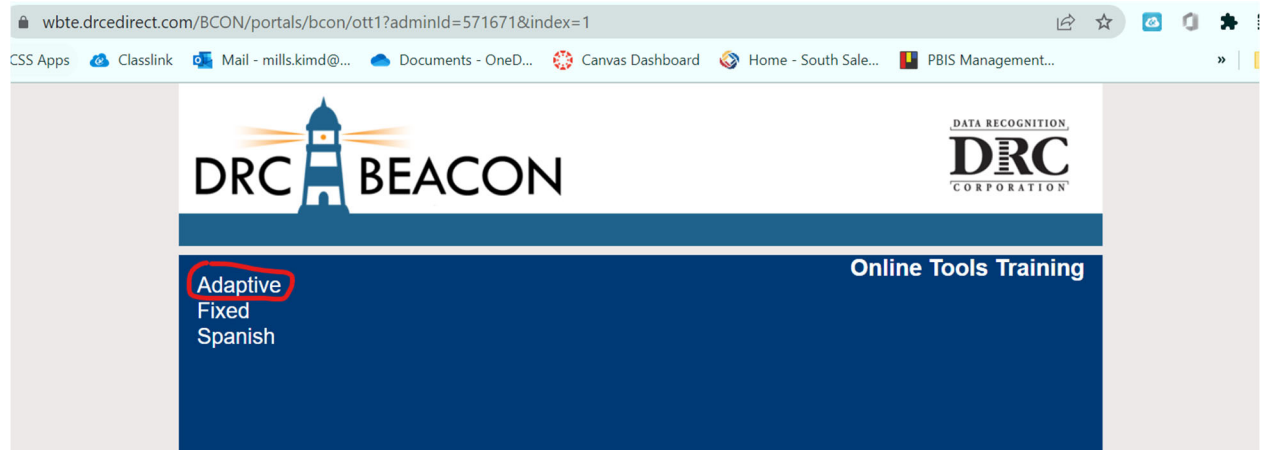 wbte.drcedirect.com/BCON/portals/bcon/ott1?adminId=571671&index=1
CSS Apps Classlink Mail - mills.kimd@... Documents - OneD... Canvas Dashboard Home - South Sale... PBIS Management... »
DRC BEACON
DATA RECOGNITION
DRC
CORPORATION
Online Tools Training
Adaptive
Fixed
Spanish